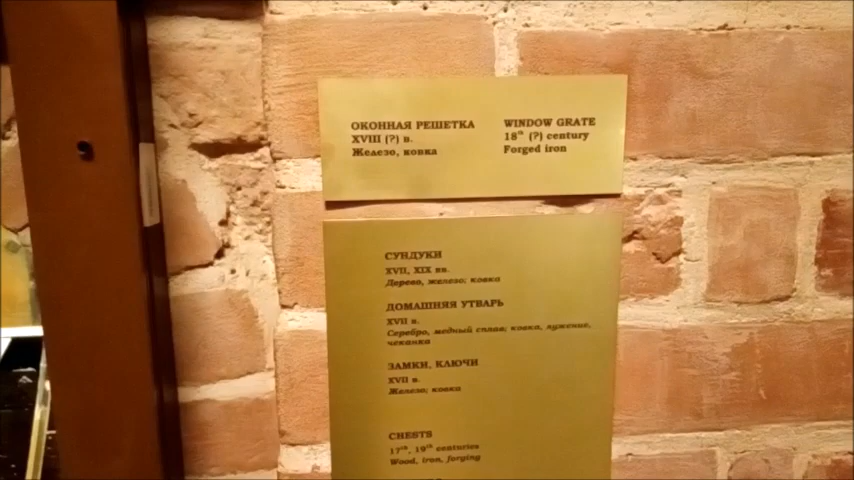 ОКОННАЯ РЕШЕТКА
XVIII (?) в.
Железо, ковка
WINDOW GRATE
18th (?) century
Forged iron
СУНДУКИ
XVII, XIX вв.
Дерево, железо; ковка
ДОМАШНЯЯ УТВАРЬ
XVII в.
Серебро, медный сплав; ковка, лужение,
чеканка
ЗАМКИ, КЛЮЧИ
XVII в.
Железо; ковка
CHESTS
17th, 19th centuries
Wood, iron, forging